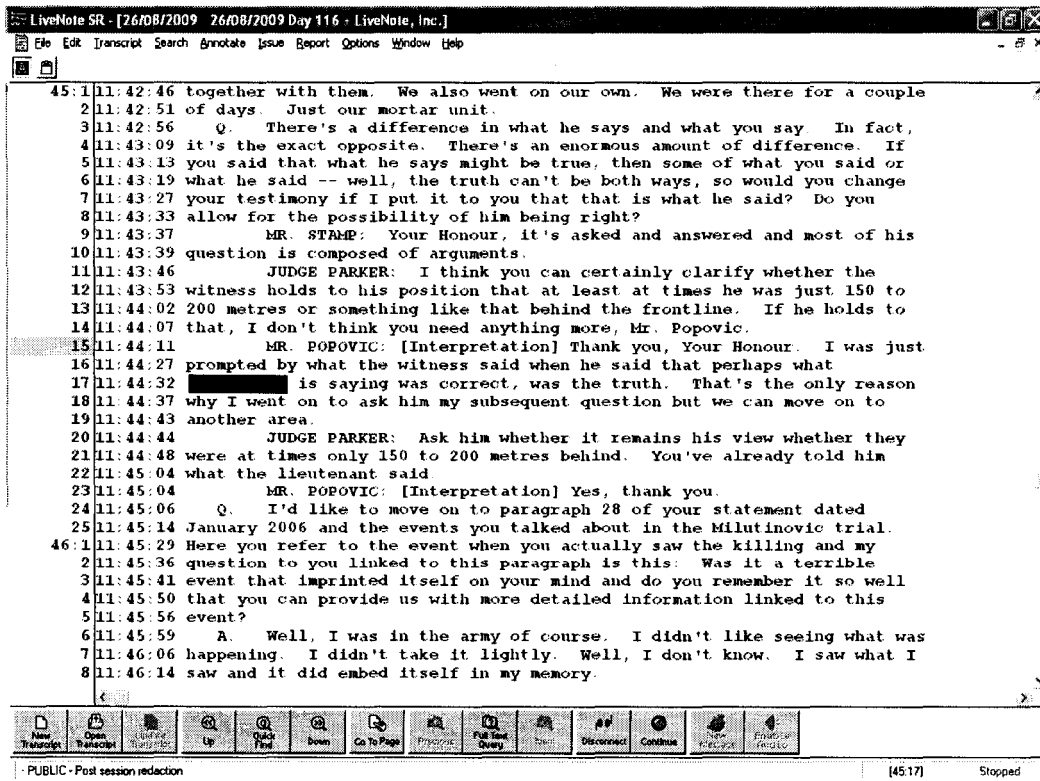 LiveNote SR - [26/08/2009 26/08/2009 Day 116 - LiveNote, Inc.]
File Edit Transcript Search Annotate Issue Report Options Window Help
45:1 11:42:46 together with them. We also went on our own. We were there for a couple
2 11:42:51 of days. Just our mortar unit.
3 11:42:56 Q. There's a difference in what he says and what you say. In fact,
4 11:43:09 it's the exact opposite. There's an enormous amount of difference. If
5 11:43:13 you said that what he says might be true, then some of what you said or
6 11:43:19 what he said -- well, the truth can't be both ways, so would you change
7 11:43:27 your testimony if I put it to you that that is what he said? Do you
8 11:43:33 allow for the possibility of him being right?
9 11:43:37 MR. STAMP: Your Honour, it's asked and answered and most of his
10 11:43:39 question is composed of arguments.
11 11:43:46 JUDGE PARKER: I think you can certainly clarify whether the
12 11:43:53 witness holds to his position that at least at times he was just 150 to
13 11:44:02 200 metres or something like that behind the frontline. If he holds to
14 11:44:07 that, I don't think you need anything more, Mr. Popovic.
15 11:44:11 MR. POPOVIC: [Interpretation] Thank you, Your Honour. I was just
16 11:44:27 prompted by what the witness said when he said that perhaps what
17 11:44:32 is saying was correct, was the truth. That's the only reason
18 11:44:37 why I went on to ask him my subsequent question but we can move on to
19 11:44:43 another area.
20 11:44:44 JUDGE PARKER: Ask him whether it remains his view whether they
21 11:44:48 were at times only 150 to 200 metres behind. You've already told him
22 11:45:04 what the lieutenant said.
23 11:45:04 MR. POPOVIC: [Interpretation] Yes, thank you.
24 11:45:06 Q. I'd like to move on to paragraph 28 of your statement dated
25 11:45:14 January 2006 and the events you talked about in the Milutinovic trial.
46:1 11:45:29 Here you refer to the event when you actually saw the killing and my
2 11:45:36 question to you linked to this paragraph is this: Was it a terrible
3 11:45:41 event that imprinted itself on your mind and do you remember it so well
4 11:45:50 that you can provide us with more detailed information linked to this
5 11:45:56 event?
6 11:45:59 A. Well, I was in the army of course. I didn't like seeing what was
7 11:46:06 happening. I didn't take it lightly. Well, I don't know. I saw what I
8 11:46:14 saw and it did embed itself in my memory.
New Transcript Open Transcript Up Quick Find Down Go To Page Full Text Query Disconnect Continue
PUBLIC - Post session redaction [45:17] Stopped